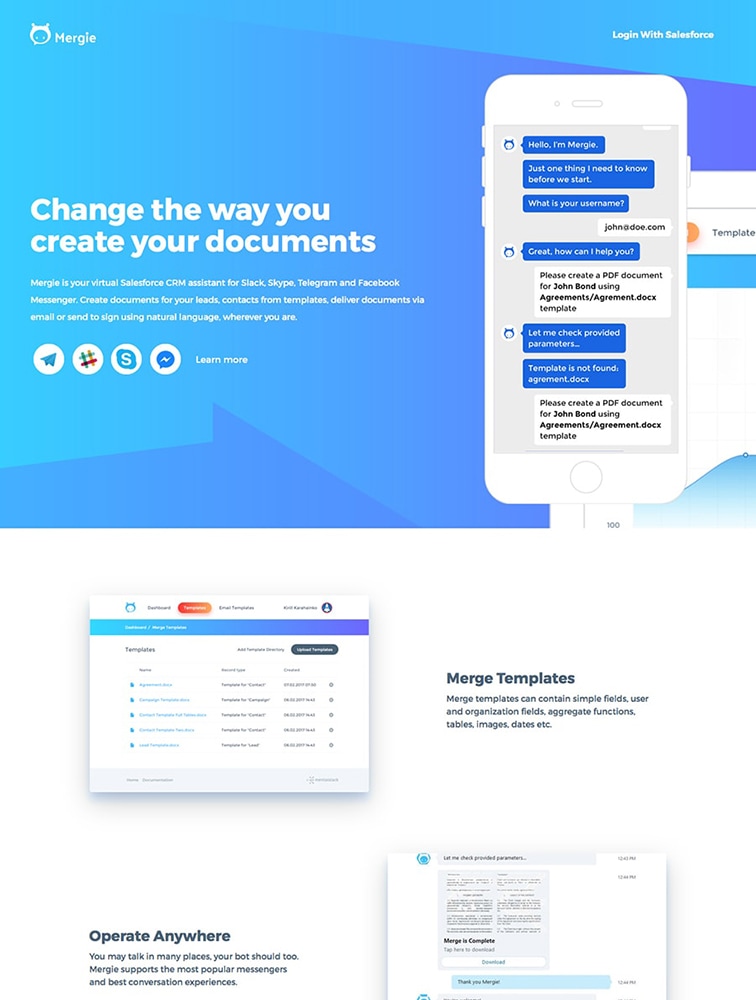 Mergie
Login With Salesforce
Change the way you
create your documents
Mergie is your virtual Salesforce CRM assistant for Slack, Skype, Telegram and Facebook
Messenger. Create documents for your leads, contacts from templates, deliver documents via
email or send to sign using natural language, wherever you are.
Learn more
Hello, I'm Mergie.
Just one thing I need to know
before we start.
What is your username?
john@doe.com
Great, how can I help you?
Please create a PDF document
for John Bond using
Agreements/Agrement.docx
template
Let me check provided
parameters...
Template is not found:
agrement.docx
Please create a PDF document
for John Bond using
Agreements/Agreement.docx
template
Template
100
Dashboard Templates Email Templates Kiril Karahainko
Dashboard / Merge Templates
Templates Add Template Directory Upload Templates
Name Record type Created
Agreement.docx Template for "Contact" 07.02.2017 07:00
Campaign Template.docx Template for "Campaign" 06.02.2017 14:43
Contact Template Full Tables.docx Template for "Contact" 06.02.2017 14:43
Contact Template Two.docx Template for "Contact" 06.02.2017 14:43
Lead Template.docx Template for "Lead" 06.02.2017 14:43
Home Documentation
Merge Templates
Merge templates can contain simple fields, user
and organization fields, aggregate functions,
tables, images, dates etc.
Let me check provided parameters... 12:43 PM
12:44 PM
Merge is Complete
Tap here to download
Download
Thank you Mergie! 12:44 PM
Operate Anywhere
You may talk in many places, your bot should too.
Mergie supports the most popular messengers
and best conversation experiences.